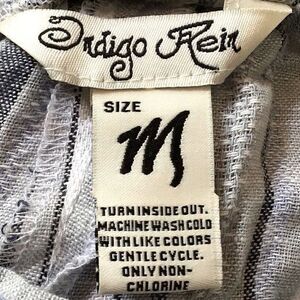 Indigo Rein
SIZE
M
TURN INSIDE OUT.
MACHINE WASH COLD
WITH LIKE COLORS
GENTLE CYCLE.
ONLY NON-
CHLORINE